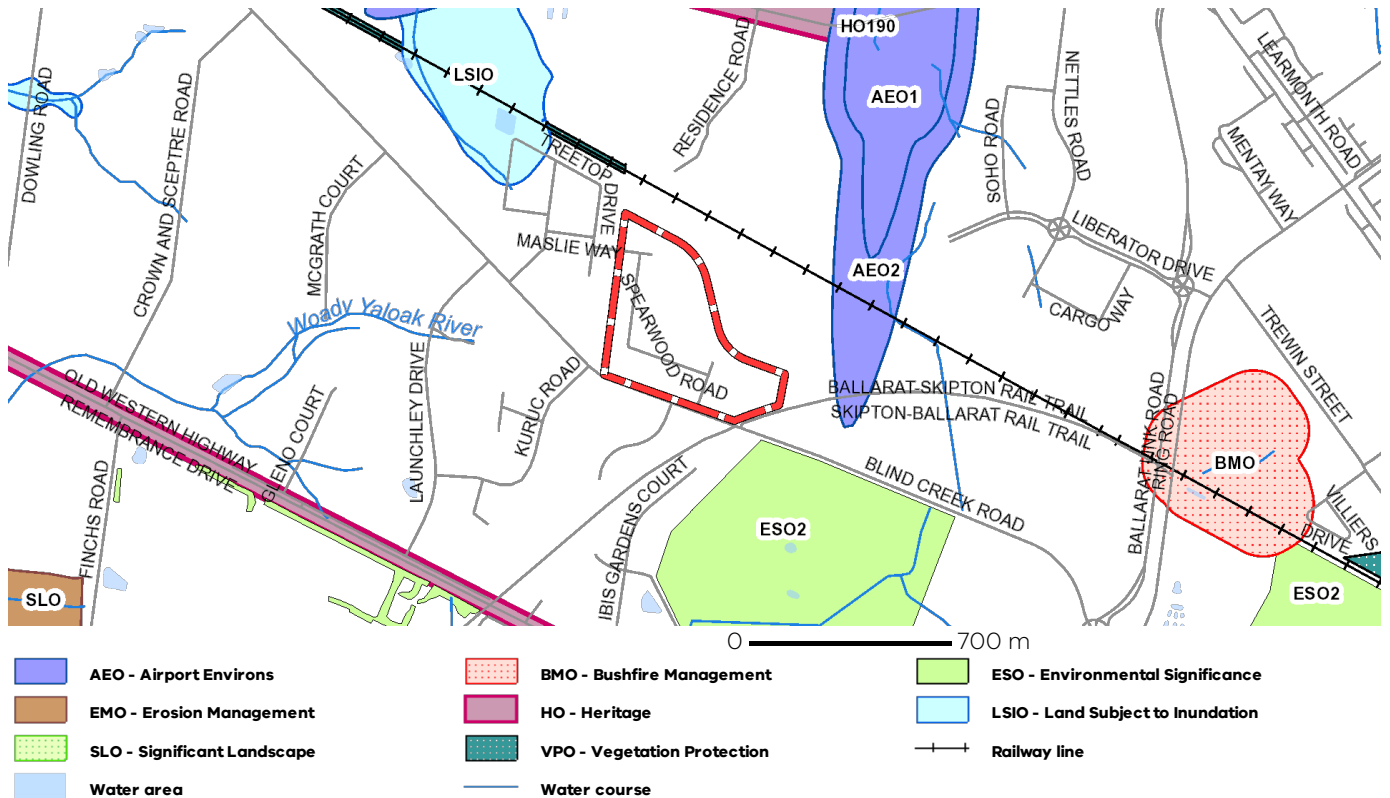 HO190
LSIO
AEO1
RESIDENCE ROAD
NETTLES ROAD
LEARMONTH ROAD
DOWLING ROAD
CROWN AND SCEPTRE ROAD
MCGRATH COURT
TREETOP DRIVE
SOHO ROAD
MENTAY WAY
MASLIE WAY
LIBERATOR DRIVE
AEO2
SPEARWOOD ROAD
CARGO WAY
TREWIN STREET
Woady Yaloak River
LAUNCHLEY DRIVE
KURUC ROAD
OLD WESTERN HIGHWAY
REMEMBRANCE DRIVE
GLENO COURT
BALLARAT-SKIPTON RAIL TRAIL
SKIPTON-BALLARAT RAIL TRAIL
BALLARAT LINK ROAD
RING ROAD
BMO
BLIND CREEK ROAD
VILLIERS
DRIVE
FINCHS ROAD
IBIS GARDENS COURT
ESO2
SLO
ESO2
0 700 m
AEO - Airport Environs
BMO - Bushfire Management
ESO - Environmental Significance
EMO - Erosion Management
HO - Heritage
LSIO - Land Subject to Inundation
SLO - Significant Landscape
VPO - Vegetation Protection
Railway line
Water area
Water course